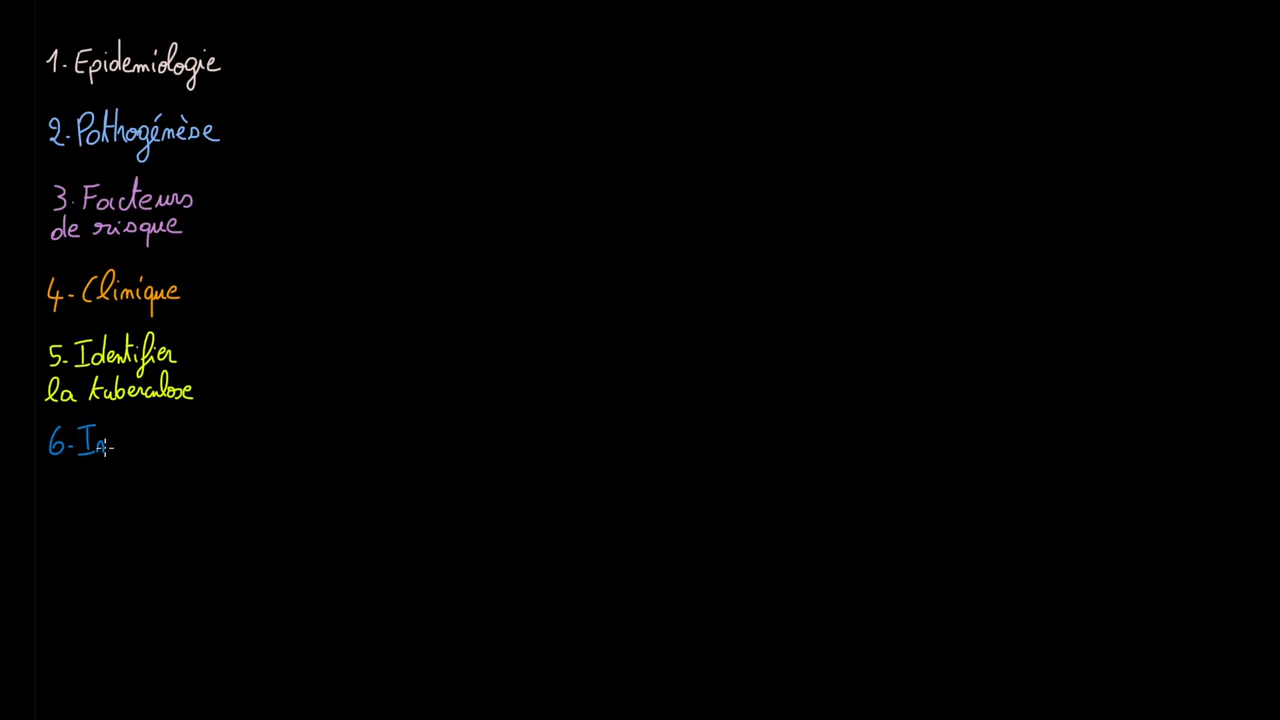 1. Epidemiologie
2. Pathogénèse
3. Facteurs
de risque
4 - Clinique
5. Identifier
la tuberculose
6 - I